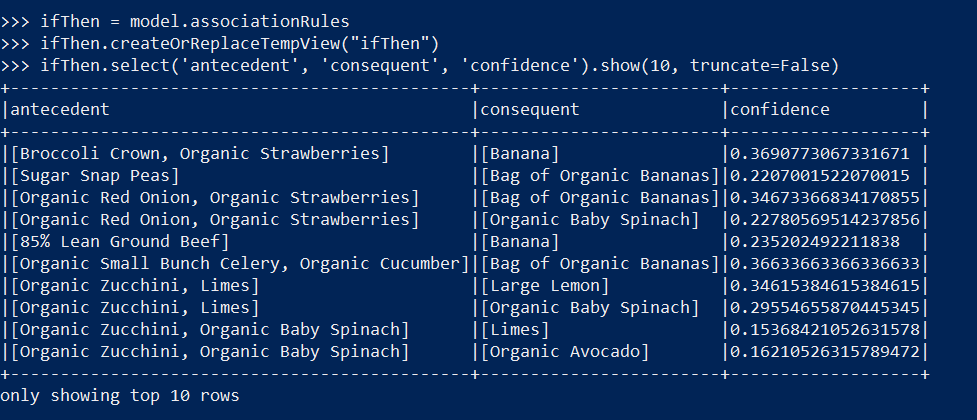 >>> ifThen = model.associationRules
>>> ifThen.createOrReplaceTempView("ifThen")
>>> ifThen.select('antecedent', 'consequent', 'confidence').show(10, truncate=False)
+----------------------------------------------+------------------------+-------------------+
|antecedent                                    |consequent              |confidence         |
+----------------------------------------------+------------------------+-------------------+
|[Broccoli Crown, Organic Strawberries]        |[Banana]                |0.3690773067331671 |
|[Sugar Snap Peas]                             |[Bag of Organic Bananas]|0.2207001522070015 |
|[Organic Red Onion, Organic Strawberries]     |[Bag of Organic Bananas]|0.34673366834170855|
|[Organic Red Onion, Organic Strawberries]     |[Organic Baby Spinach]  |0.22780569514237856|
|[85% Lean Ground Beef]                        |[Banana]                |0.235202492211838  |
|[Organic Small Bunch Celery, Organic Cucumber]|[Bag of Organic Bananas]|0.36633663366336633|
|[Organic Zucchini, Limes]                     |[Large Lemon]           |0.34615384615384615|
|[Organic Zucchini, Limes]                     |[Organic Baby Spinach]  |0.29554655870445345|
|[Organic Zucchini, Organic Baby Spinach]      |[Limes]                 |0.15368421052631578|
|[Organic Zucchini, Organic Baby Spinach]      |[Organic Avocado]       |0.16210526315789472|
+----------------------------------------------+------------------------+-------------------+
only showing top 10 rows